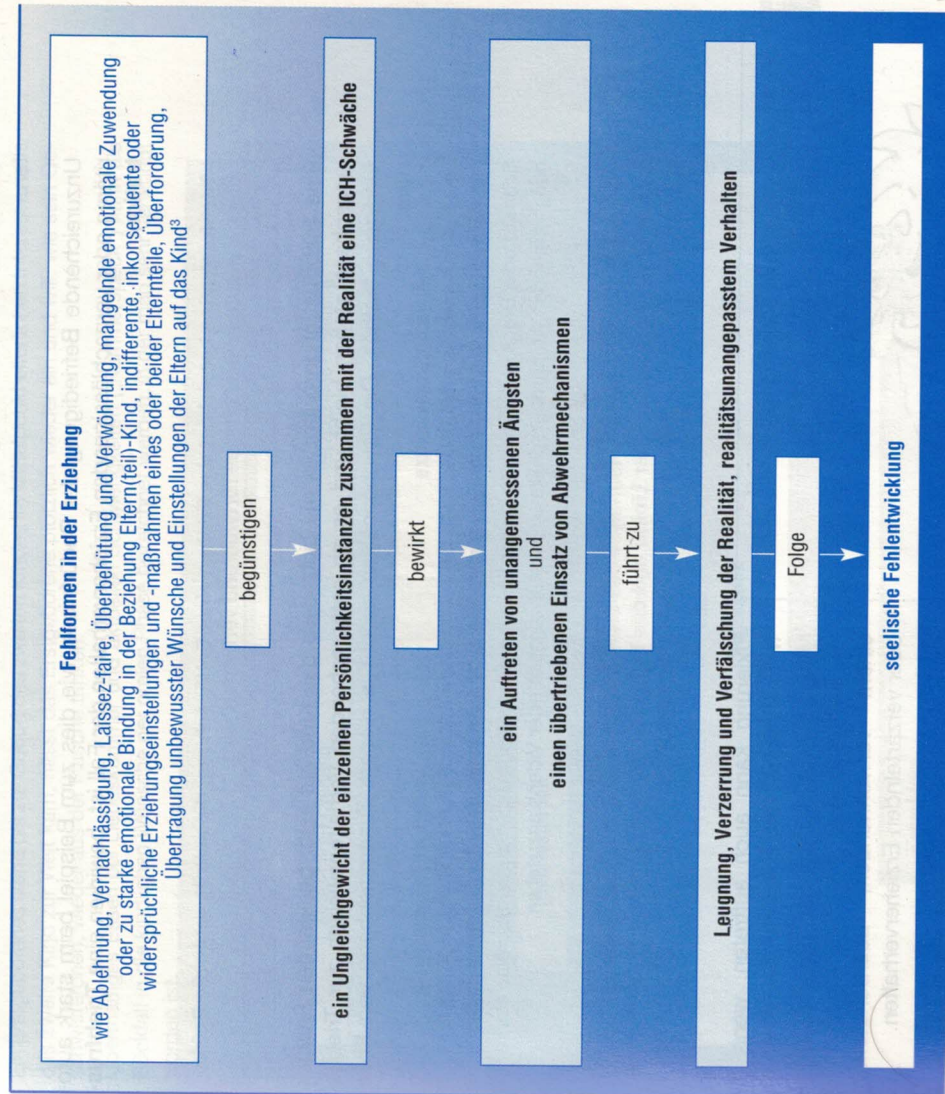 Fehlformen in der Erziehung
wie Ablehnung, Vernachlässigung, Laissez-faire, Überbehütung und Verwöhnung, mangelnde emotionale Zuwendung
oder zu starke emotionale Bindung in der Beziehung Eltern(teil)-Kind, indifferente, inkonsequente oder
widersprüchliche Erziehungseinstellungen und -maßnahmen eines oder beider Elternteile, Überforderung,
Übertragung unbewusster Wünsche und Einstellungen der Eltern auf das Kind³
begünstigen
ein Ungleichgewicht der einzelnen Persönlichkeitsinstanzen zusammen mit der Realität eine ICH-Schwäche
bewirkt
ein Auftreten von unangemessenen Ängsten
und
einen übertriebenen Einsatz von Abwehrmechanismen
führt zu
Leugnung, Verzerrung und Verfälschung der Realität, realitätsunangepasstem Verhalten
Folge
seelische Fehlentwicklung